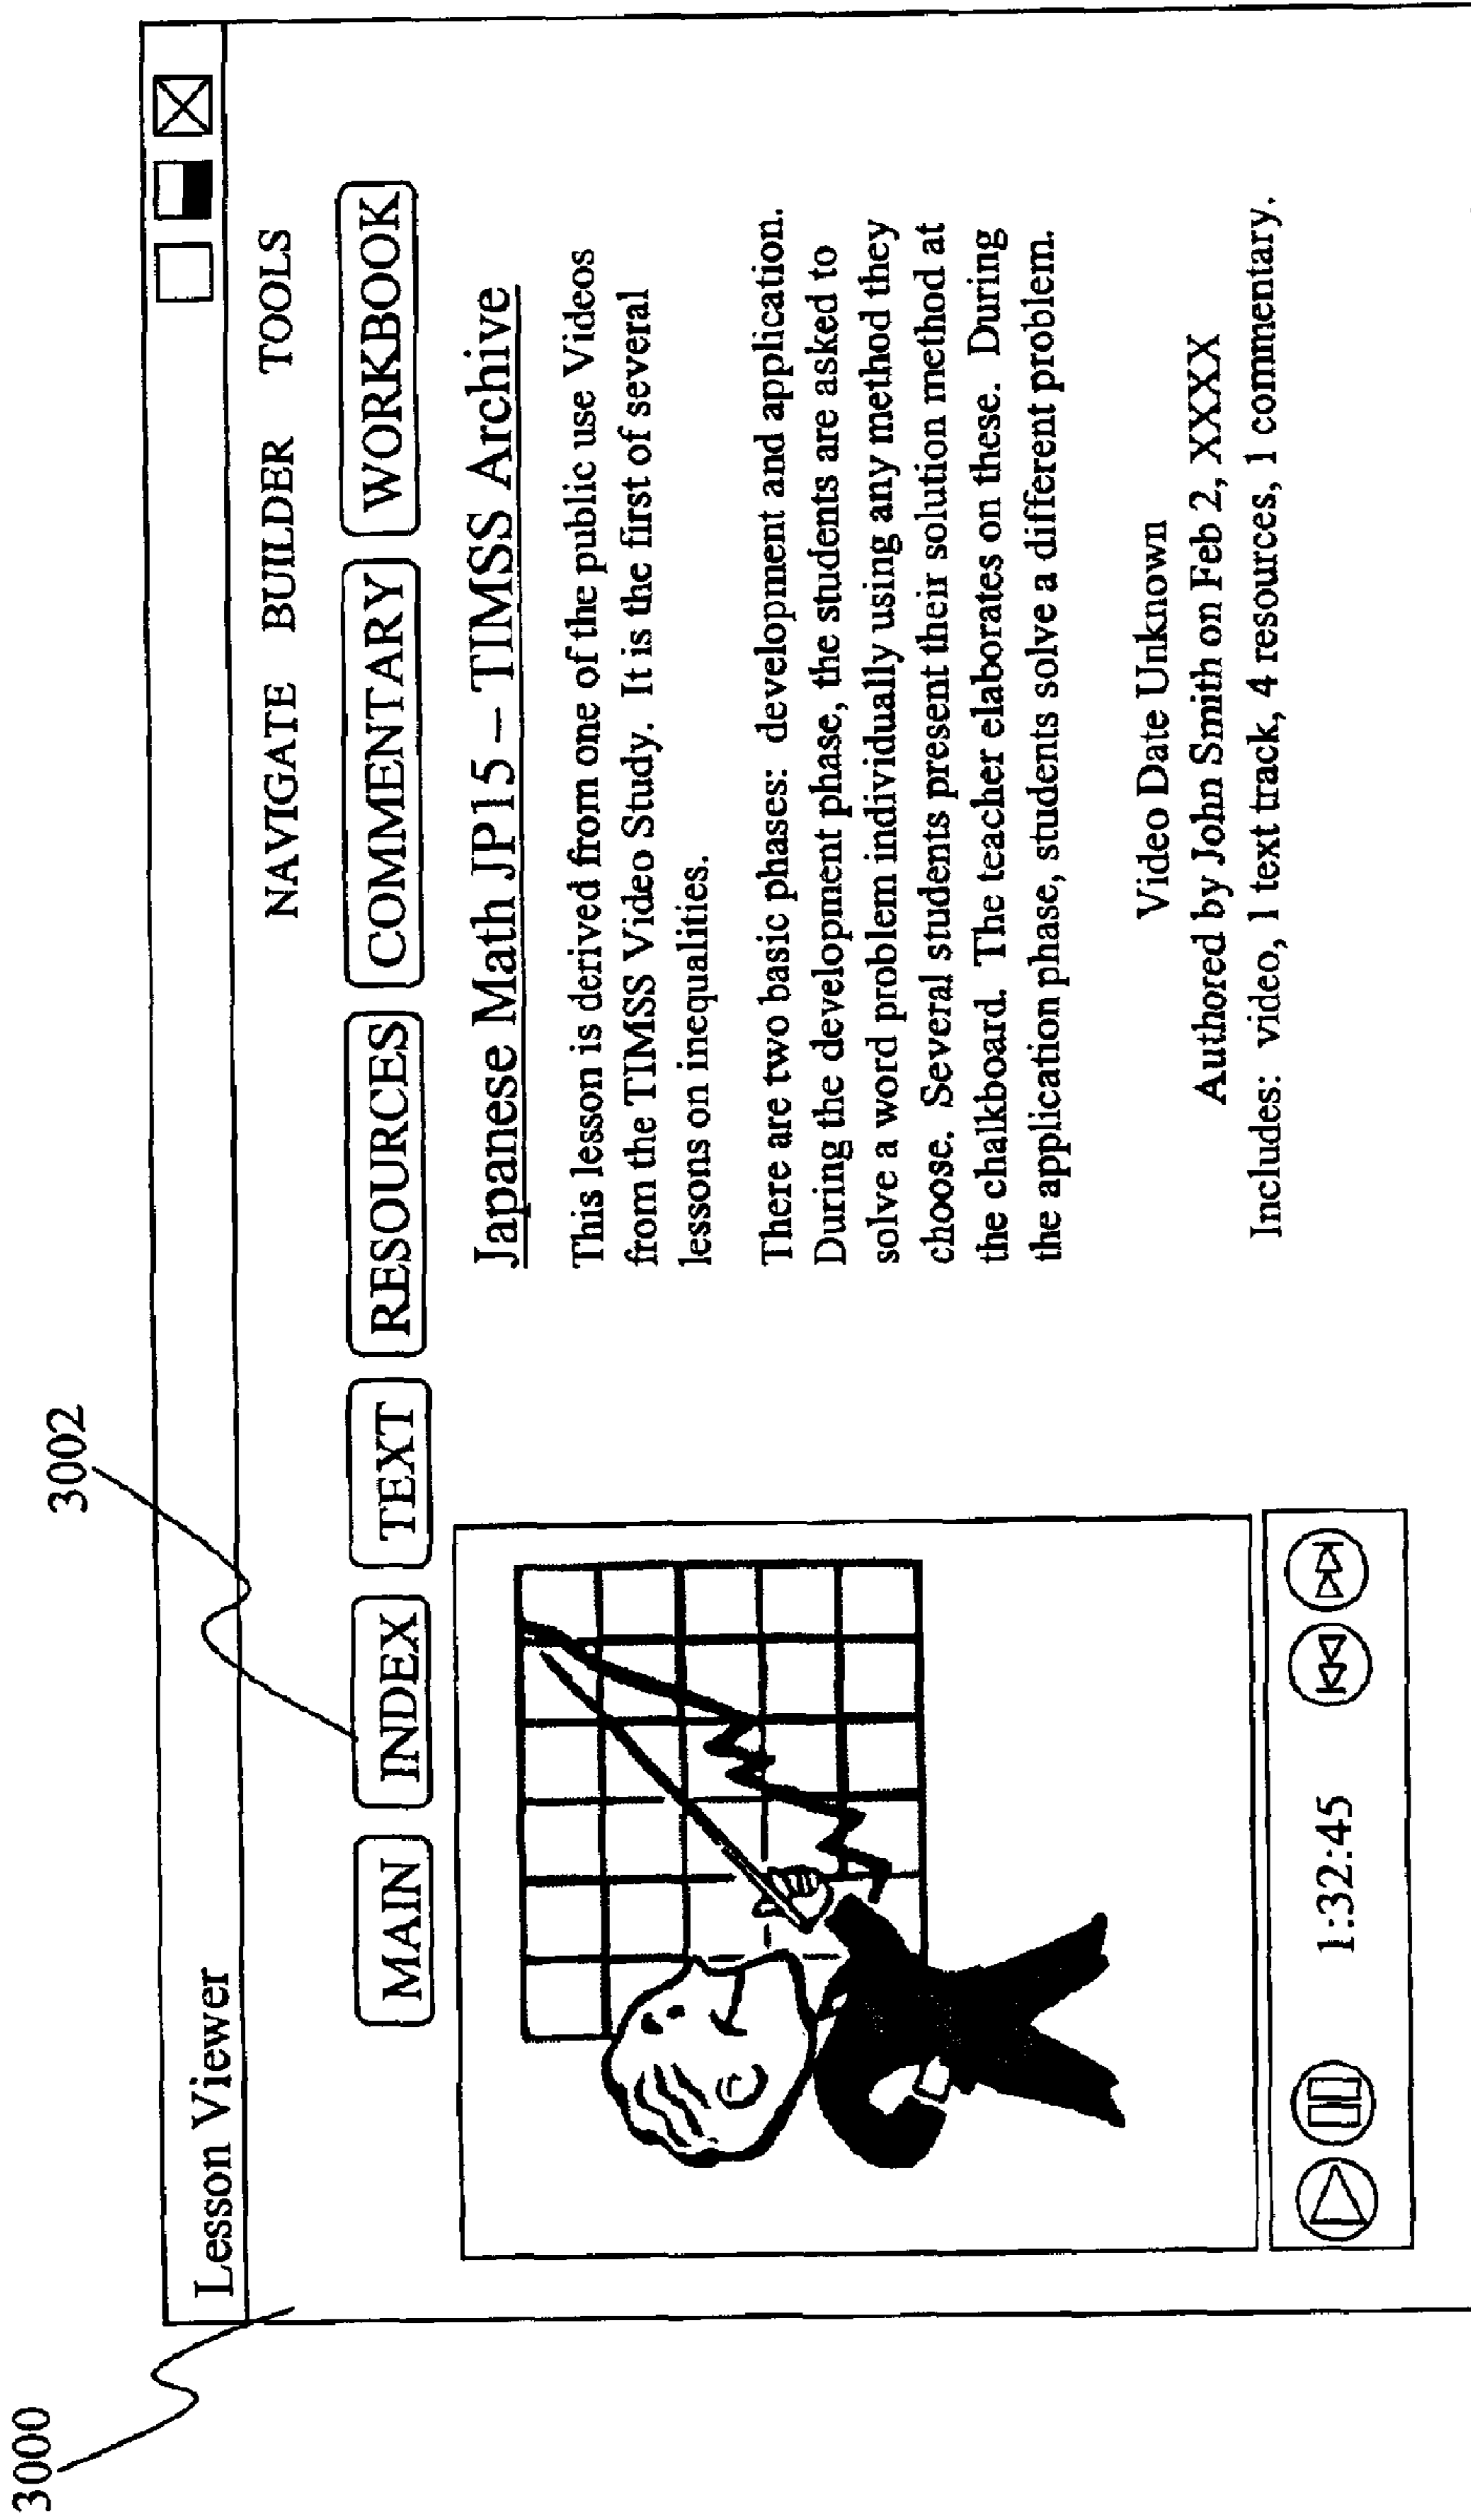 3000
3002
Lesson Viewer
NAVIGATE BUILDER TOOLS
MAIN INDEX TEXT RESOURCES COMMENTARY WORKBOOK
Japanese Math JP15 – TIMSS Archive
This lesson is derived from one of the public use Videos
from the TIMSS Video Study. It is the first of several
lessons on inequalities.
There are two basic phases: development and application.
During the development phase, the students are asked to
solve a word problem individually using any method they
choose. Several students present their solution method at
the chalkboard. The teacher elaborates on these. During
the application phase, students solve a different problem.
Video Date Unknown
Authored by John Smith on Feb 2, XXXX
Includes: video, 1 text track, 4 resources, 1 commentary.
1:32:45